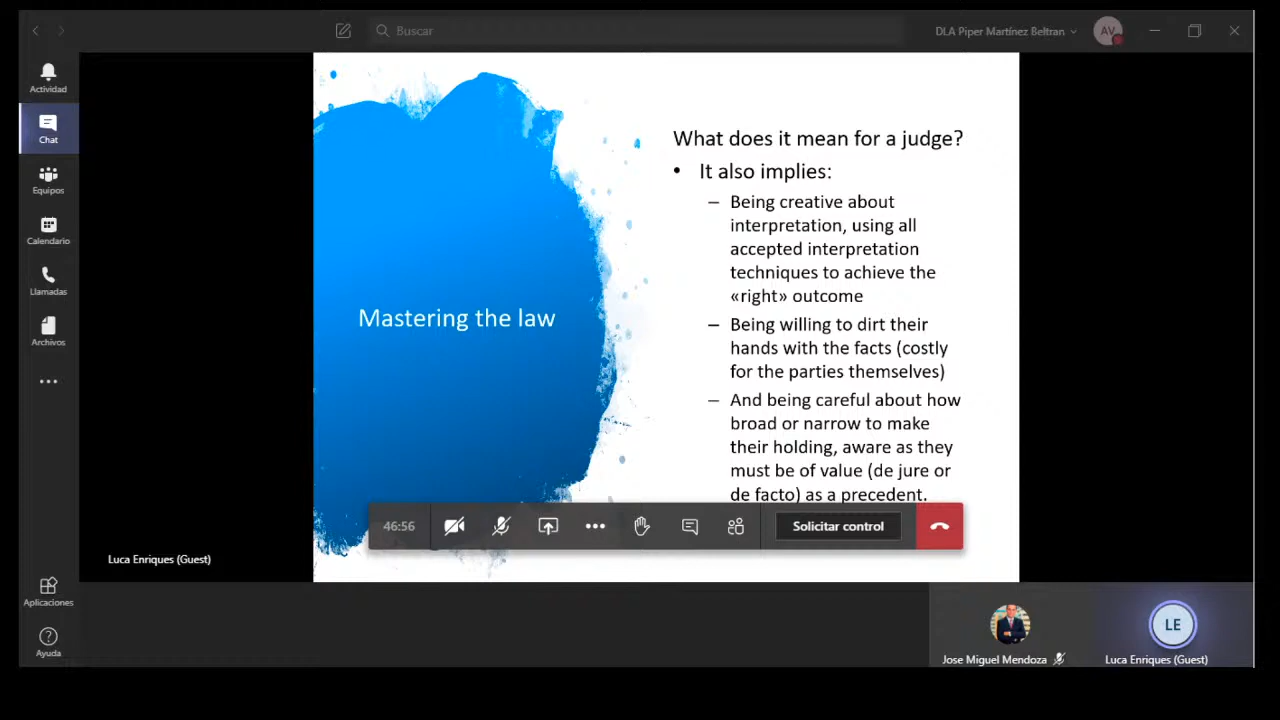 Buscar
DLA Piper Martínez Beltran
AV
Actividad
Chat
Equipos
Calendario
Llamadas
Archivos
Aplicaciones
Ayuda
Mastering the law
What does it mean for a judge?
• It also implies:
– Being creative about
interpretation, using all
accepted interpretation
techniques to achieve the
«right» outcome
– Being willing to dirt their
hands with the facts (costly
for the parties themselves)
– And being careful about how
broad or narrow to make
their holding, aware as they
must be of value (de jure or
de facto) as a precedent.
46:56
Solicitar control
Luca Enriques (Guest)
Jose Miguel Mendoza
LE
Luca Enriques (Guest)